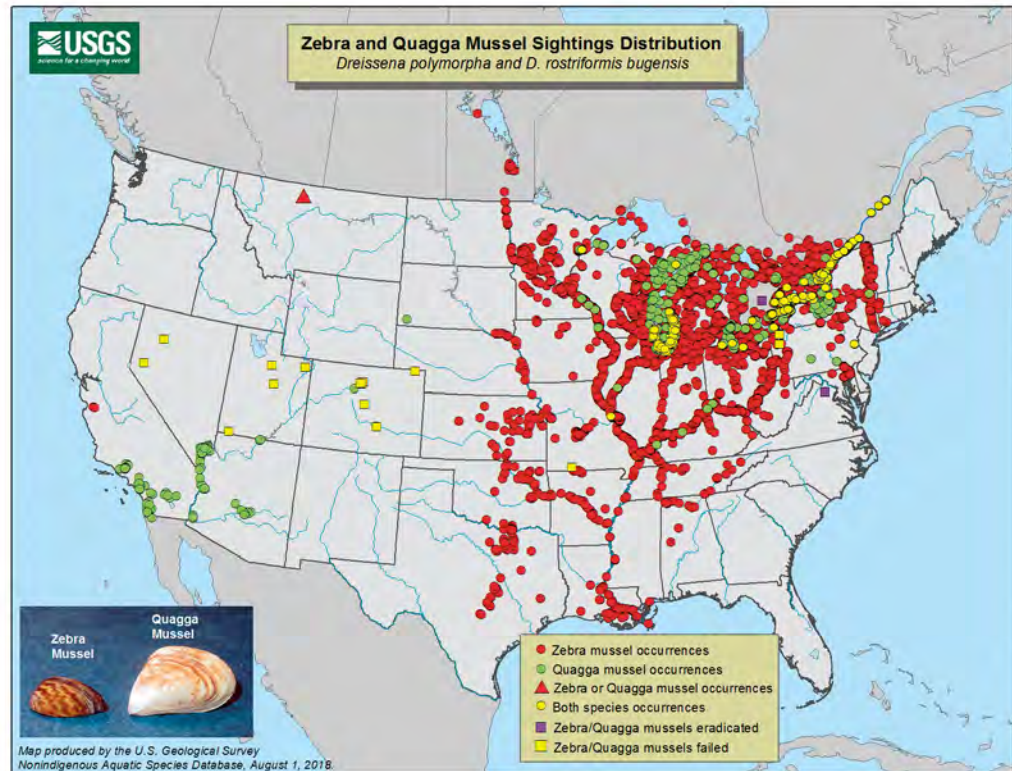 USGS
science for a changing world
Zebra and Quagga Mussel Sightings Distribution
Dreissena polymorpha and D. rostriformis bugensis
Zebra
Mussel
Quagga
Mussel
Zebra mussel occurrences
Quagga mussel occurrences
Zebra or Quagga mussel occurrences
Both species occurrences
Zebra/Quagga mussels eradicated
Zebra/Quagga mussels failed
Map produced by the U.S. Geological Survey
Nonindigenous Aquatic Species Database, August 1, 2018.